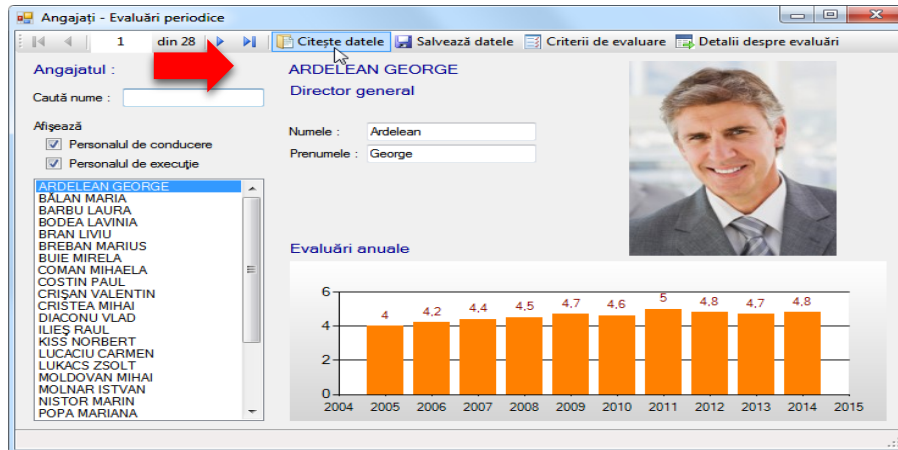 Angajați - Evaluări periodice
1 din 28 Citește datele Salvează datele Criterii de evaluare Detalii despre evaluări
Angajatul :
Caută nume :
Afișează
Personalul de conducere
Personalul de execuție
ARDELEAN GEORGE
BĂLAN MARIA
BARBU LAURA
BODEA LAVINIA
BRAN LIVIU
BREBAN MARIUS
BUIE MIRELA
COMAN MIHAELA
COSTIN PAUL
CRIȘAN VALENTIN
CRISTEA MIHAI
DIACONU VLAD
ILIEȘ RAUL
KISS NORBERT
LUCACIU CARMEN
LUKACS ZSOLT
MOLDOVAN MIHAI
MOLNAR ISTVAN
NISTOR MARIN
POPA MARIANA
ARDELEAN GEORGE
Director general
Numele : Ardelean
Prenumele : George
Evaluări anuale
6
4
2
0
4 4,2 4,4 4,5 4,7 4,6 5 4,8 4,7 4,8
2004 2005 2006 2007 2008 2009 2010 2011 2012 2013 2014 2015